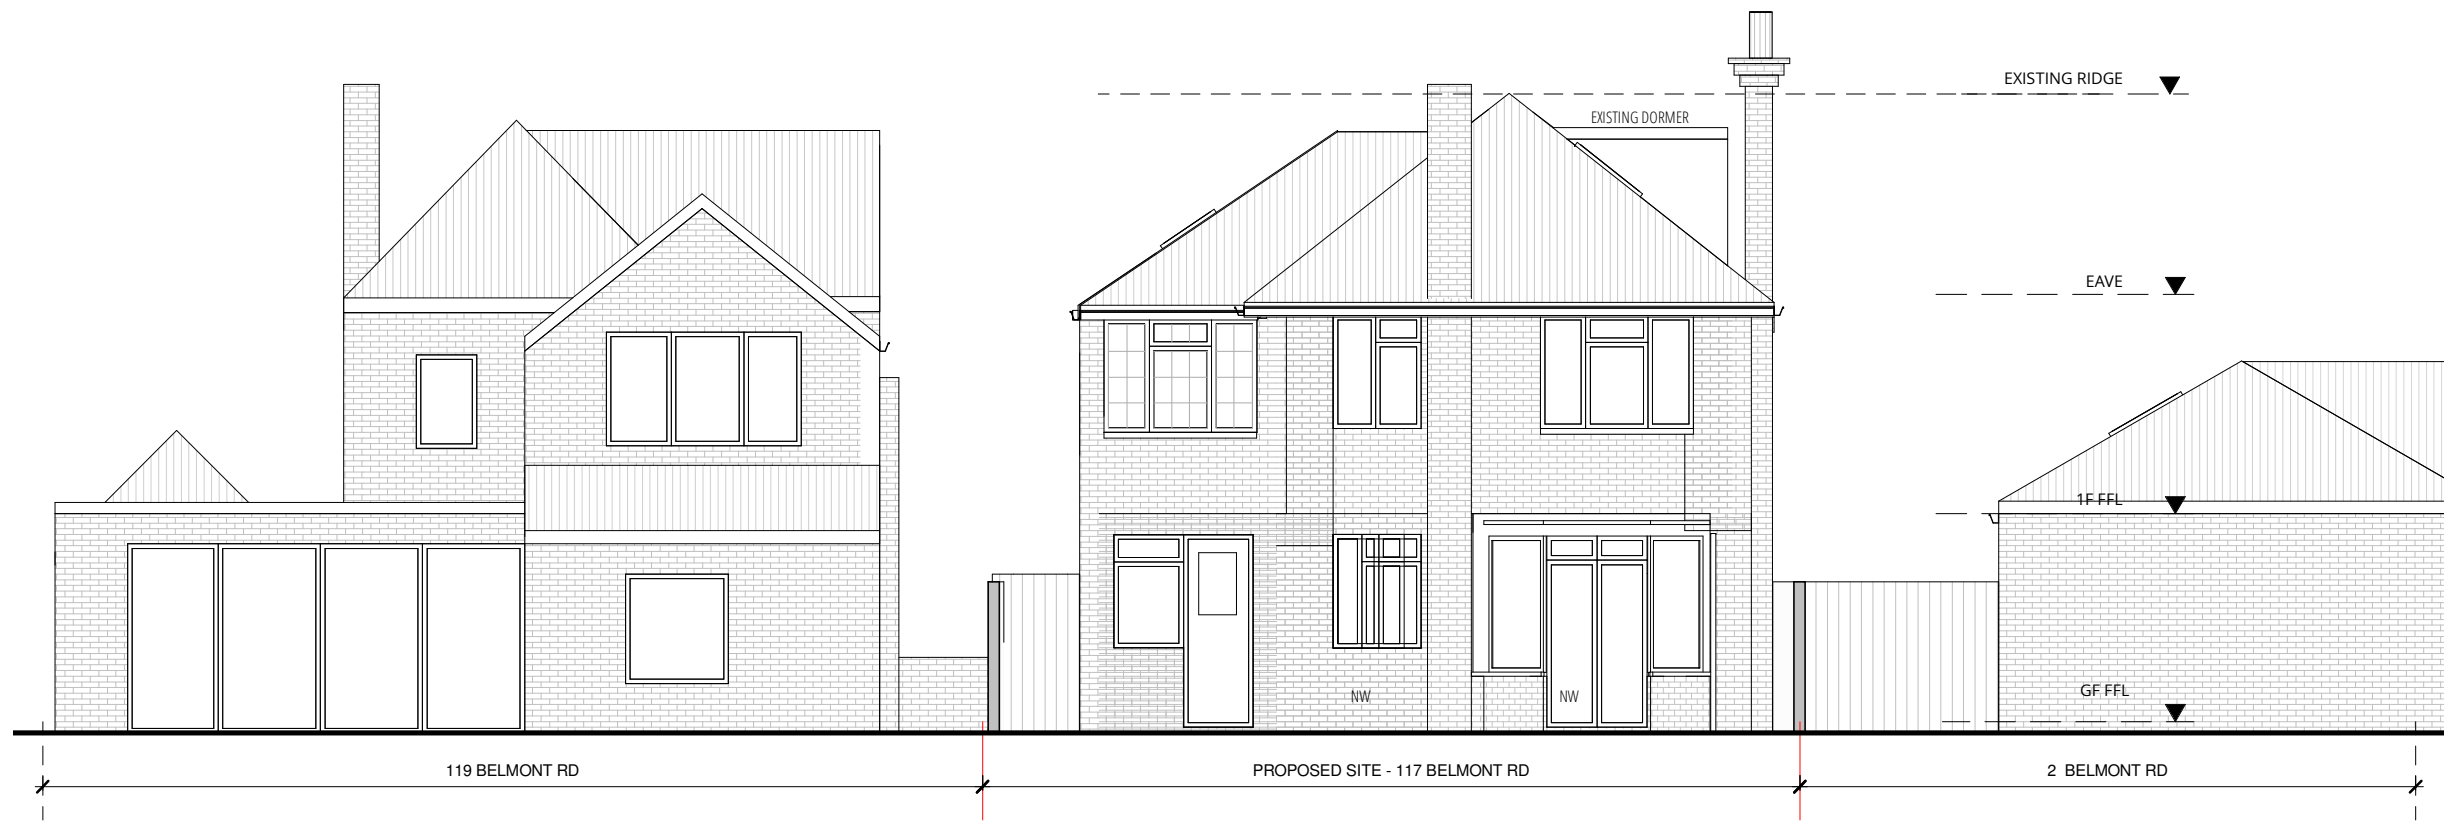 EXISTING RIDGE
EXISTING DORMER
EAVE
1F FFL
GF FFL
NW
NW
119 BELMONT RD
PROPOSED SITE - 117 BELMONT RD
2 BELMONT RD